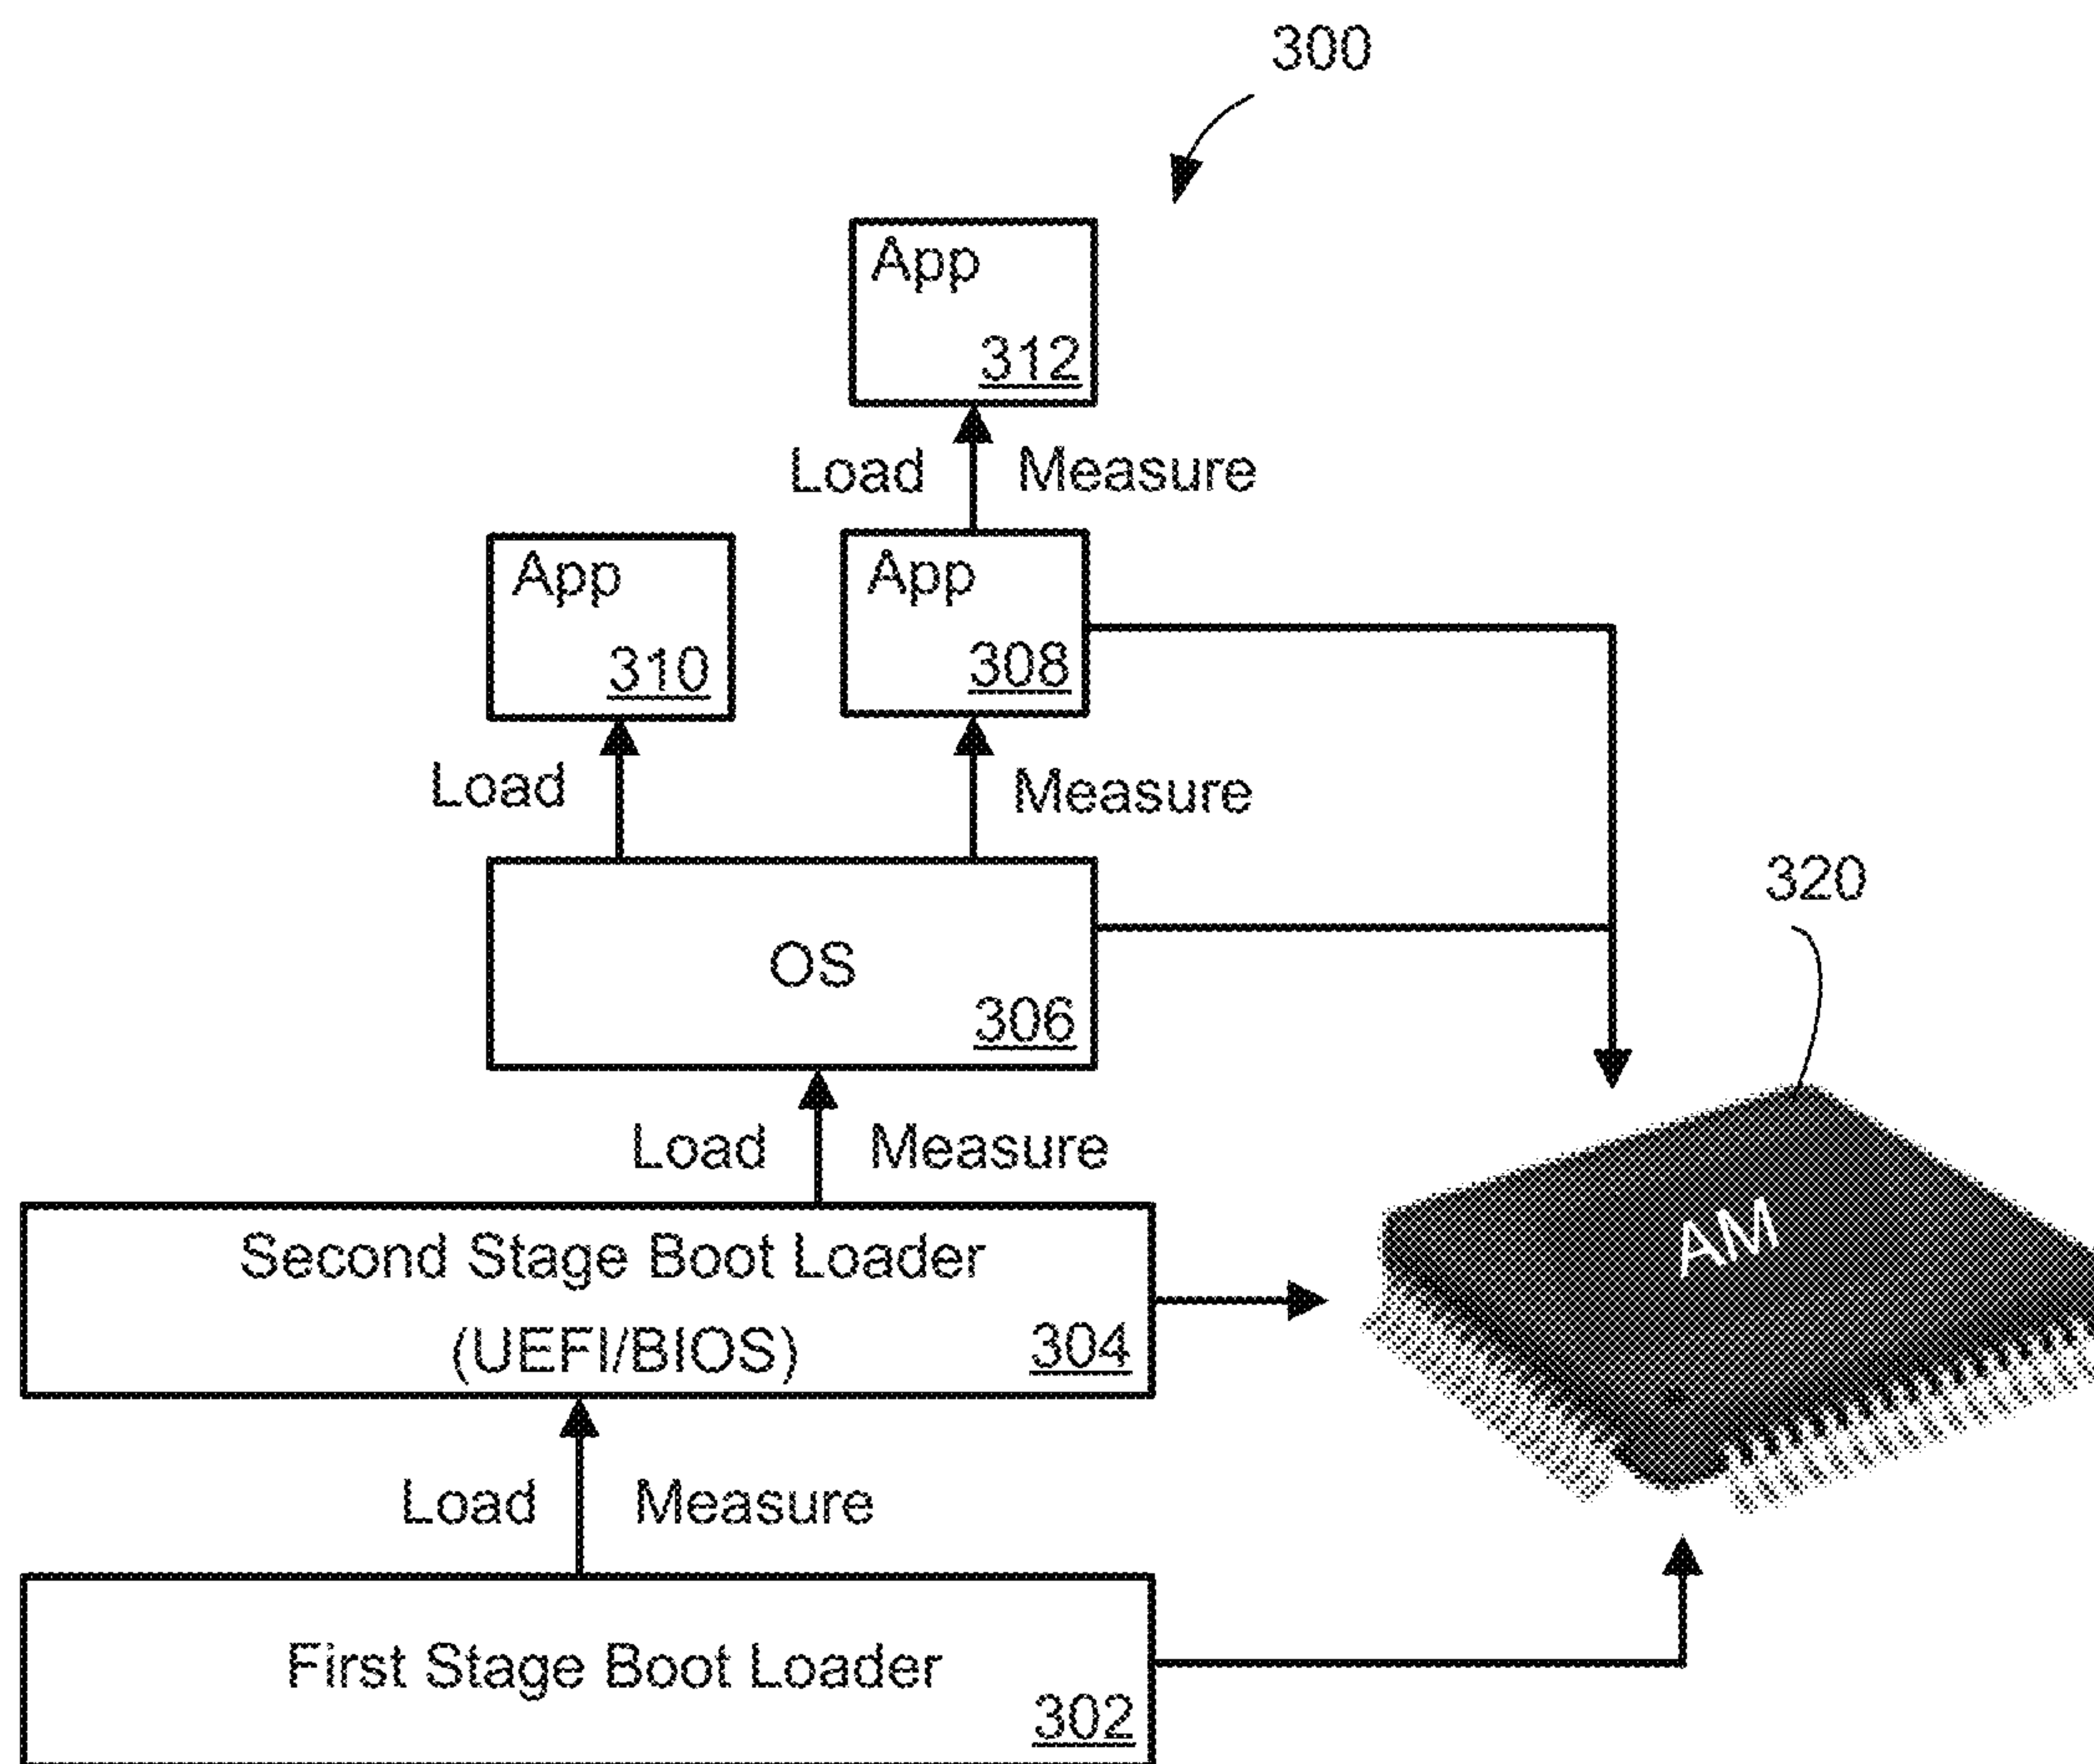 300
App
312
Load Measure
App
310
App
308
Load
Measure
320
OS
306
Load Measure
AM
Second Stage Boot Loader
(UEFI/BIOS)
304
Load Measure
First Stage Boot Loader
302